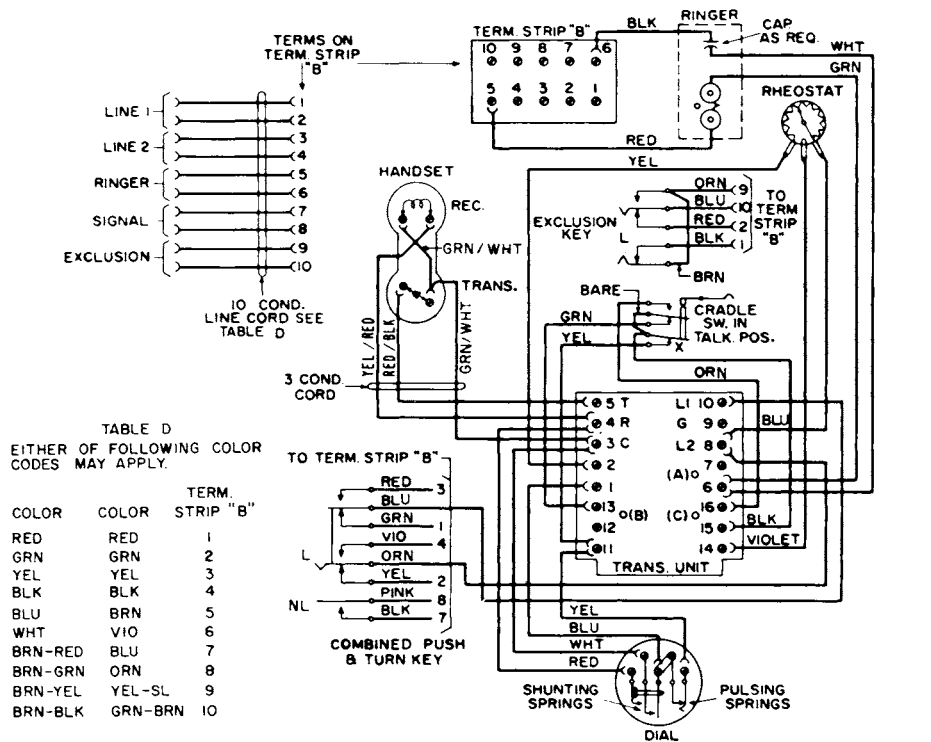 TERM. STRIP "B"
10 9 8 7 6
5 4 3 2 1
BLK
RINGER
CAP.
AS REQ.
WHT
GRN
RED
RHEOSTAT
YEL
TERMS ON
TERM. STRIP
"B"
LINE 1
1
2
LINE 2
3
4
RINGER
5
6
SIGNAL
7
8
EXCLUSION
9
10
10 COND.
LINE CORD SEE
TABLE D
HANDSET
REC.
GRN/WHT
TRANS.
YEL/RED
RED/BLK
GRN/WHT
3 COND.
CORD
EXCLUSION
KEY
L
ORN 9
BLU 10
RED 2
BLK 1
BRN
TO
TERM
STRIP
"B"
BARE
GRN
YEL
CRADLE
SW. IN
TALK. POS.
X
X
ORN
5 T
4 R
3 C
2
1
13 (B)
12
11
L1 10
G 9
L2 8
7
(A)
6
(C) 16
15
14
TRANS. UNIT
BLU
BLK
VIOLET
TO TERM. STRIP "B"
RED 3
BLU
GRN 1
VIO 4
L
ORN
YEL 2
PINK 8
NL
BLK 7
COMBINED PUSH
& TURN KEY
YEL
BLU
WHT
RED
SHUNTING
SPRINGS
PULSING
SPRINGS
DIAL
TABLE D
EITHER OF FOLLOWING COLOR
CODES MAY APPLY.
COLOR COLOR TERM. STRIP "B"
RED RED 1
GRN GRN 2
YEL YEL 3
BLK BLK 4
BLU BRN 5
WHT VIO 6
BRN-RED BLU 7
BRN-GRN ORN 8
BRN-YEL YEL-SL 9
BRN-BLK GRN-BRN 10